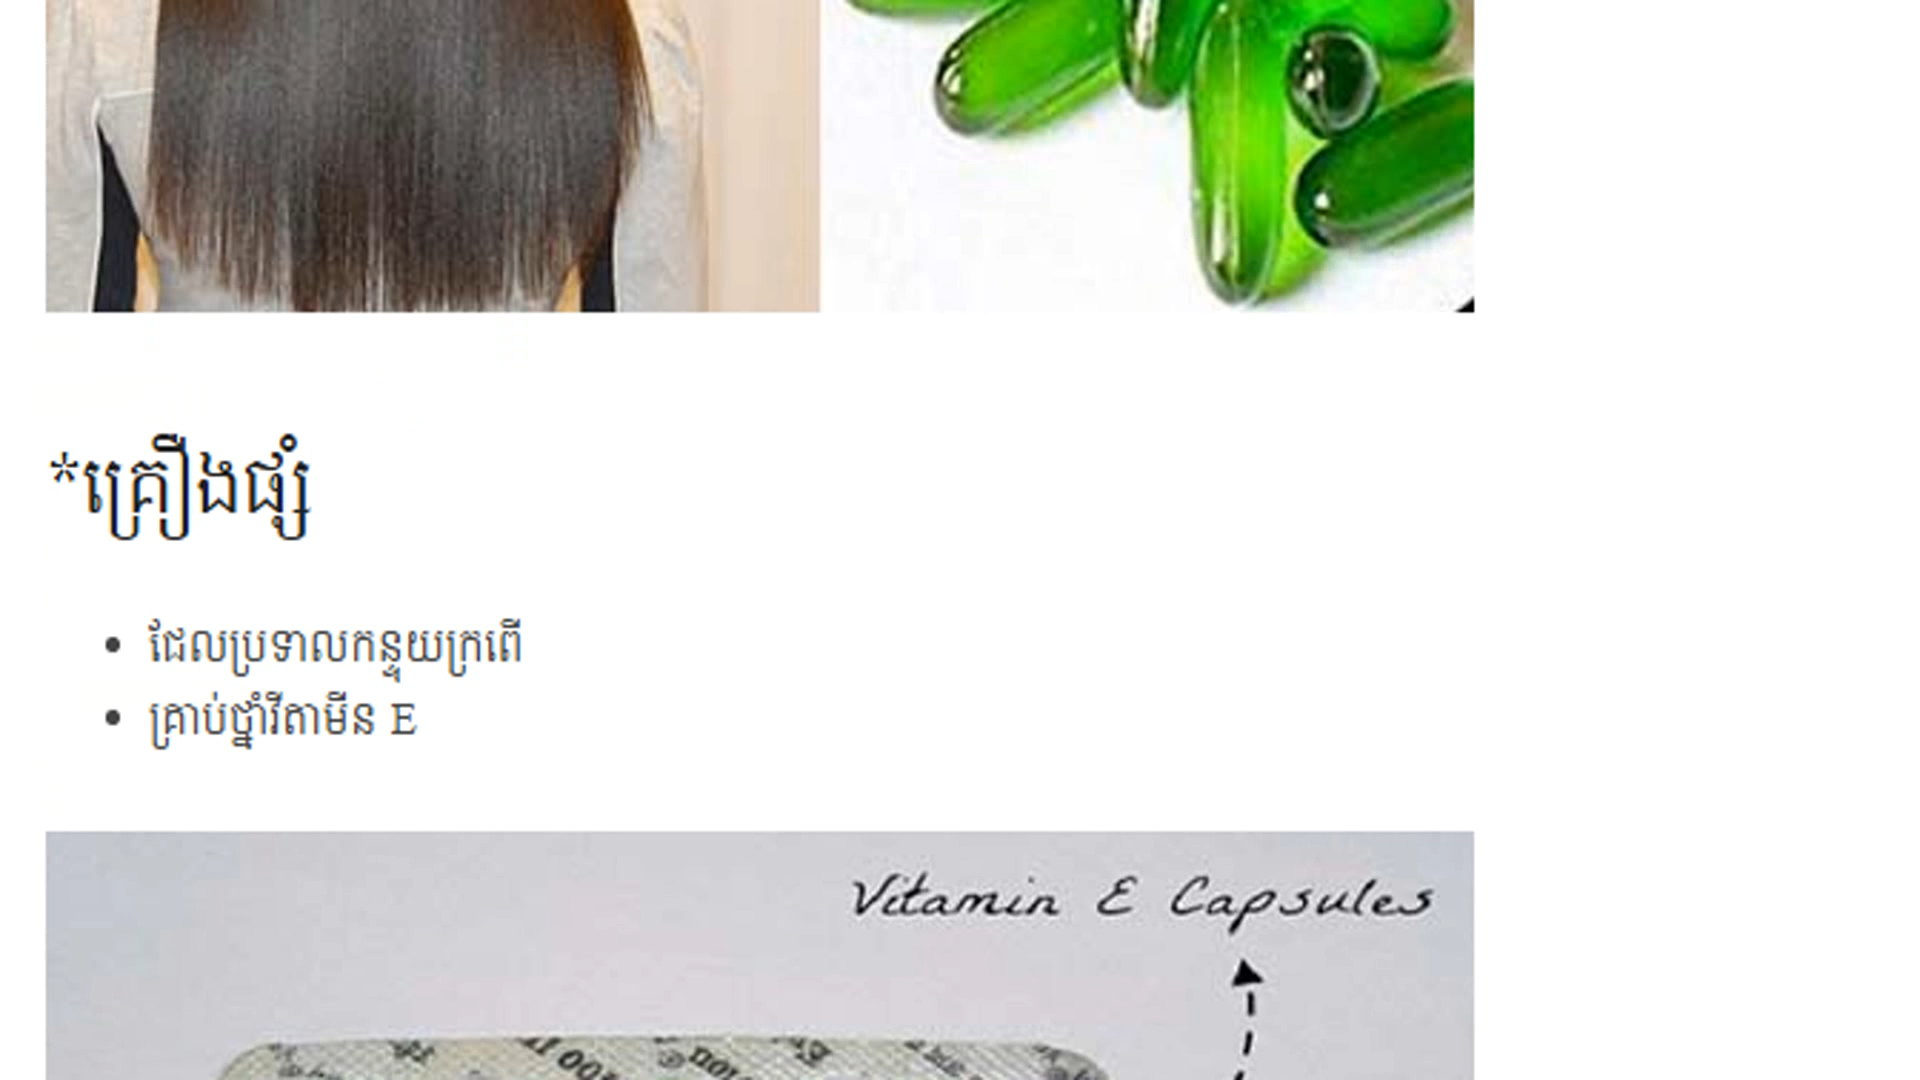 *គ្រឿងផ្សំ
ជែលប្រទាលកន្ទុយក្រពើ
គ្រាប់ថ្នាំវីតាមីន E
Vitamin E Capsules